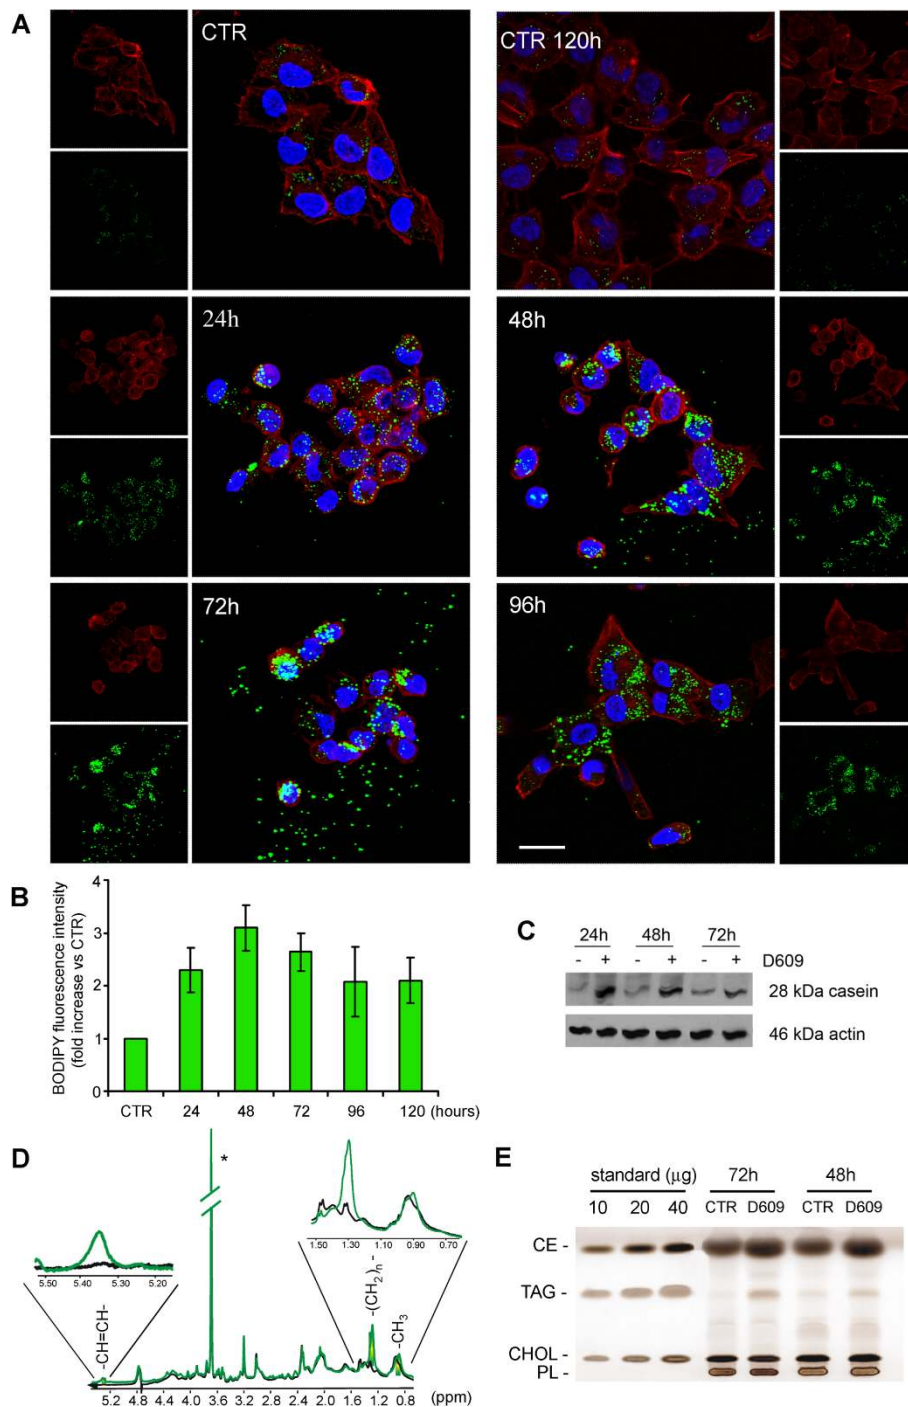 A
CTR
CTR 120h
24h
48h
72h
96h
B
BODIPY fluorescence intensity
(fold increase vs CTR)
4
3
2
1
0
CTR 24 48 72 96 120 (hours)
C
24h 48h 72h
- + - + - + D609
28 kDa casein
46 kDa actin
D
*
5.50 5.40 5.30 5.20
1.50 1.30 1.10 0.90 0.70
-CH=CH-
-(CH2)n-
-CH3
5.2 4.8 4.4 4.0 3.6 3.2 2.8 2.4 2.0 1.6 1.2 0.8 (ppm)
E
standard (µg) 72h 48h
10 20 40 CTR D609 CTR D609
CE -
TAG -
CHOL -
PL -